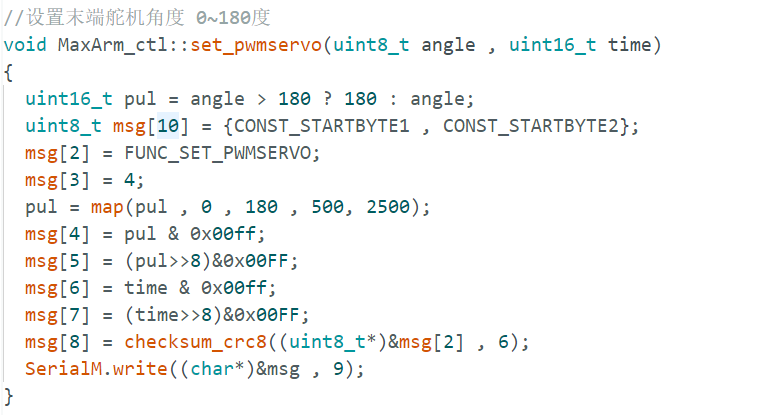 //设置末端舵机角度 0~180度
void MaxArm_ctl::set_pwmservo(uint8_t angle , uint16_t time)
{
  uint16_t pul = angle > 180 ? 180 : angle;
  uint8_t msg[10] = {CONST_STARTBYTE1 , CONST_STARTBYTE2};
  msg[2] = FUNC_SET_PWMSERVO;
  msg[3] = 4;
  pul = map(pul , 0 , 180 , 500, 2500);
  msg[4] = pul & 0x00ff;
  msg[5] = (pul>>8)&0x00FF;
  msg[6] = time & 0x00ff;
  msg[7] = (time>>8)&0x00FF;
  msg[8] = checksum_crc8((uint8_t*)&msg[2] , 6);
  SerialM.write((char*)&msg , 9);
}